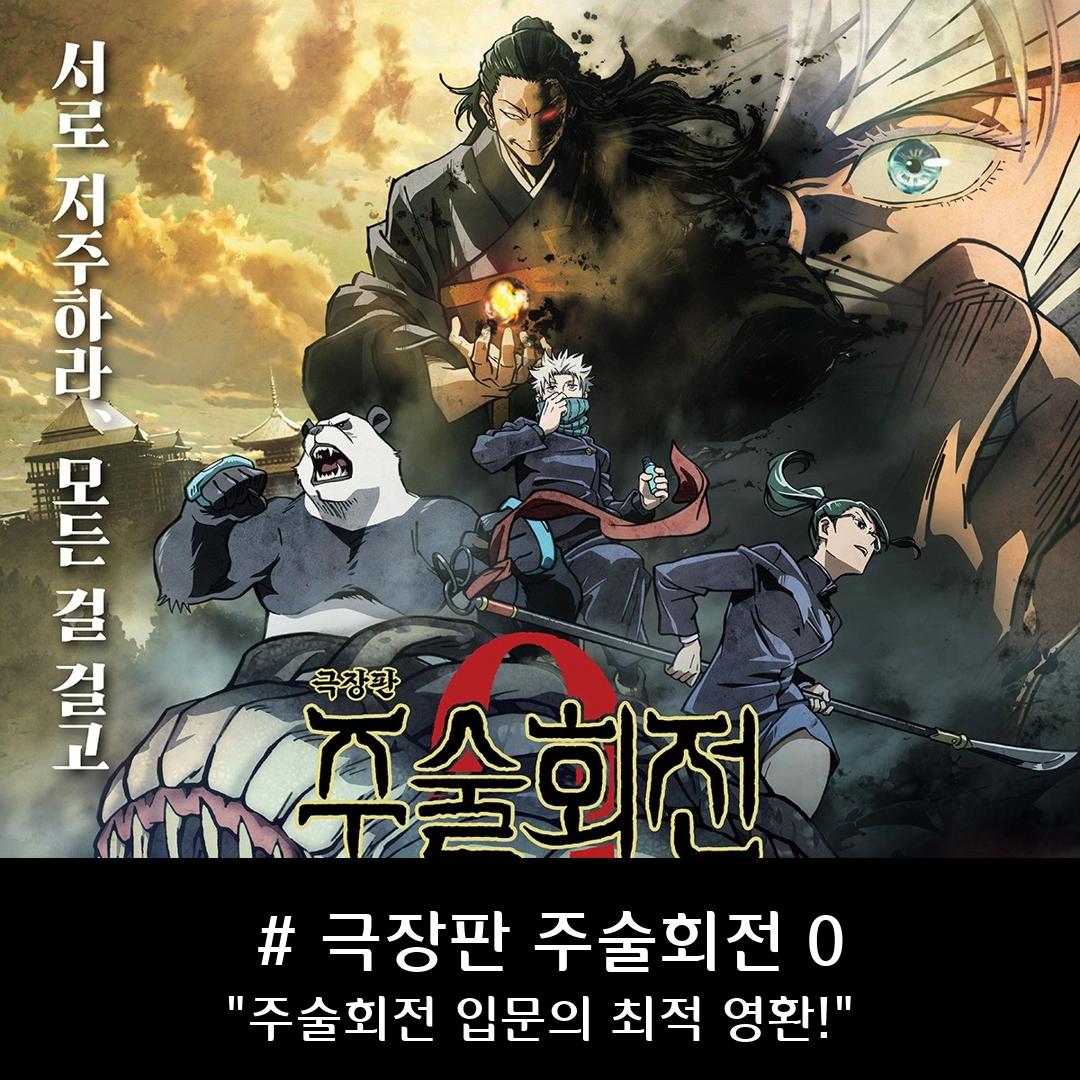 서로 저주하라, 모든 걸 걸고
극장판
주술회전
0
# 극장판 주술회전 0
"주술회전 입문의 최적 영환!"